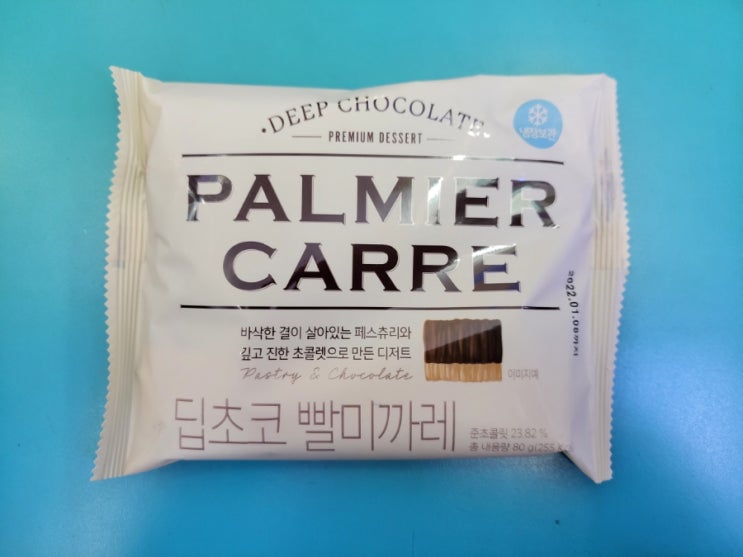 ·DEEP CHOCOLATE·
PREMIUM DESSERT
냉장보관
PALMIER
CARRE
2022.01.08까지
바삭한 결이 살아있는 페스츄리와
깊고 진한 초콜렛으로 만든 디저트
Pastry & Chocolate
이미지예
딥초코 빨미까레
준초콜릿 23.82 %
총 내용량 80 g(255